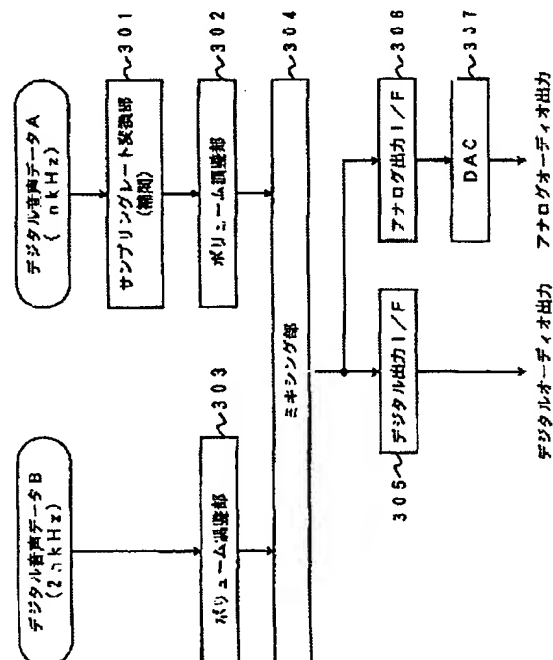 デジタル音声データA
( nkHz)
サンプリングレート変換部
(補間)
301
ボリューム調整部
302
デジタル音声データB
(2nkHz)
ボリューム調整部
303
ミキシング部
304
デジタル出力I/F
305
アナログ出力I/F
306
DAC
307
デジタルオーディオ出力
アナログオーディオ出力